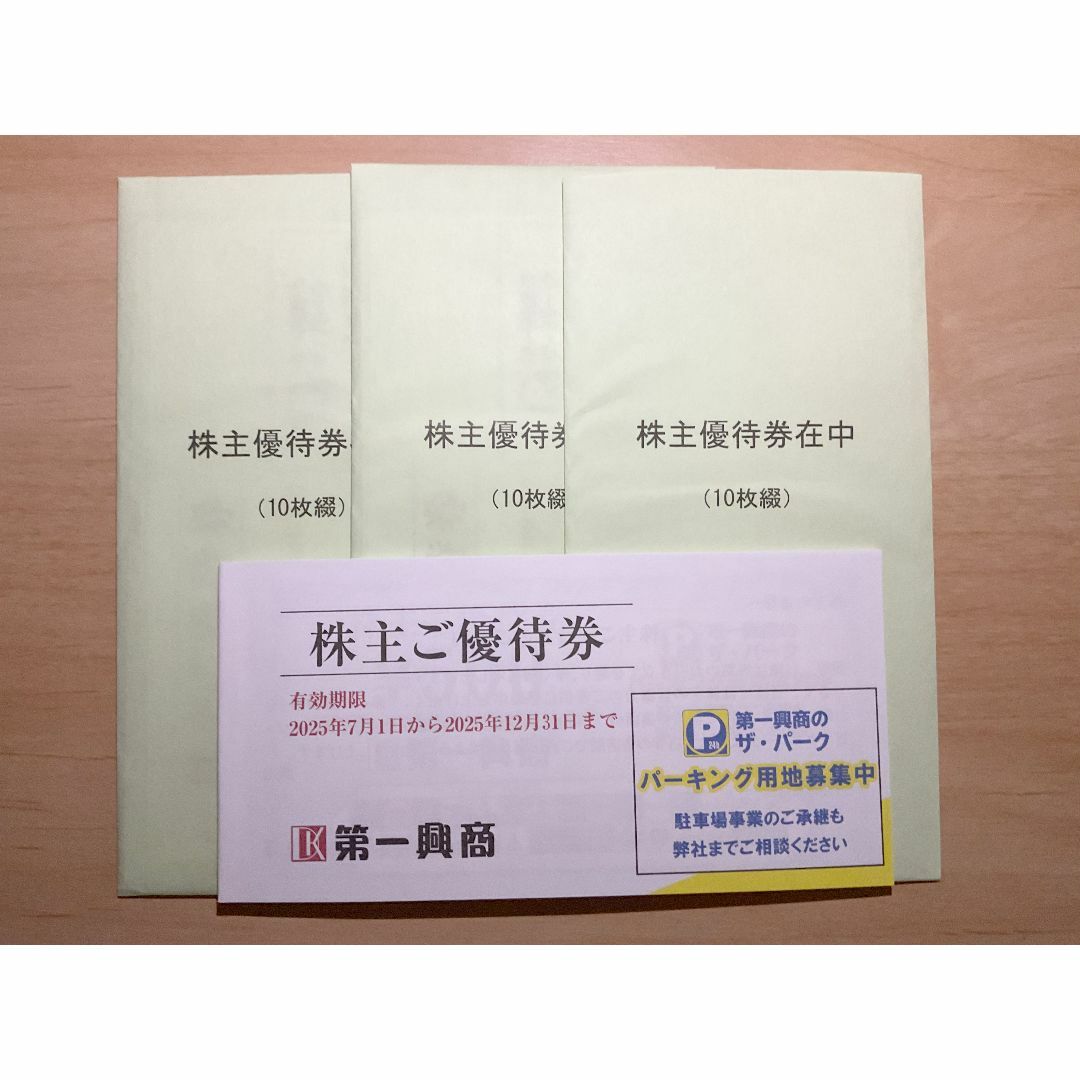 株主優待券
(10枚綴)
株主優待券
(10枚綴
株主優待券在中
(10枚綴)
株主ご優待券
有効期限
2025年7月1日から2025年12月31日まで
DK 第一興商
P 24h
第一興商の
ザ・パーク
パーキング用地募集中
駐車場事業のご承継も
弊社までご相談ください